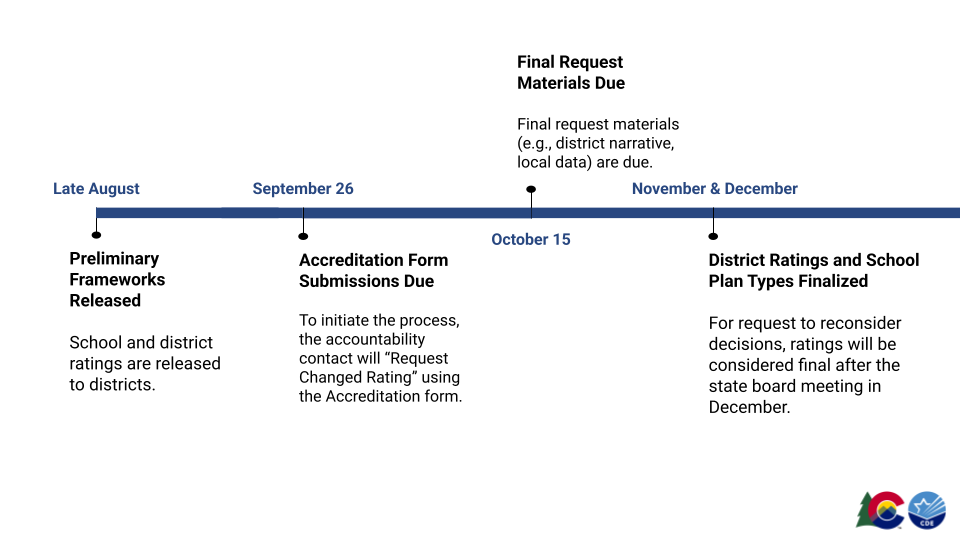 Late August
Preliminary
Frameworks
Released
School and district
ratings are released
to districts.
September 26
Accreditation Form
Submissions Due
To initiate the process,
the accountability
contact will “Request
Changed Rating” using
the Accreditation form.
Final Request
Materials Due
Final request materials
(e.g., district narrative,
local data) are due.
October 15
November & December
District Ratings and School
Plan Types Finalized
For request to reconsider
decisions, ratings will be
considered final after the
state board meeting in
December.
CDE